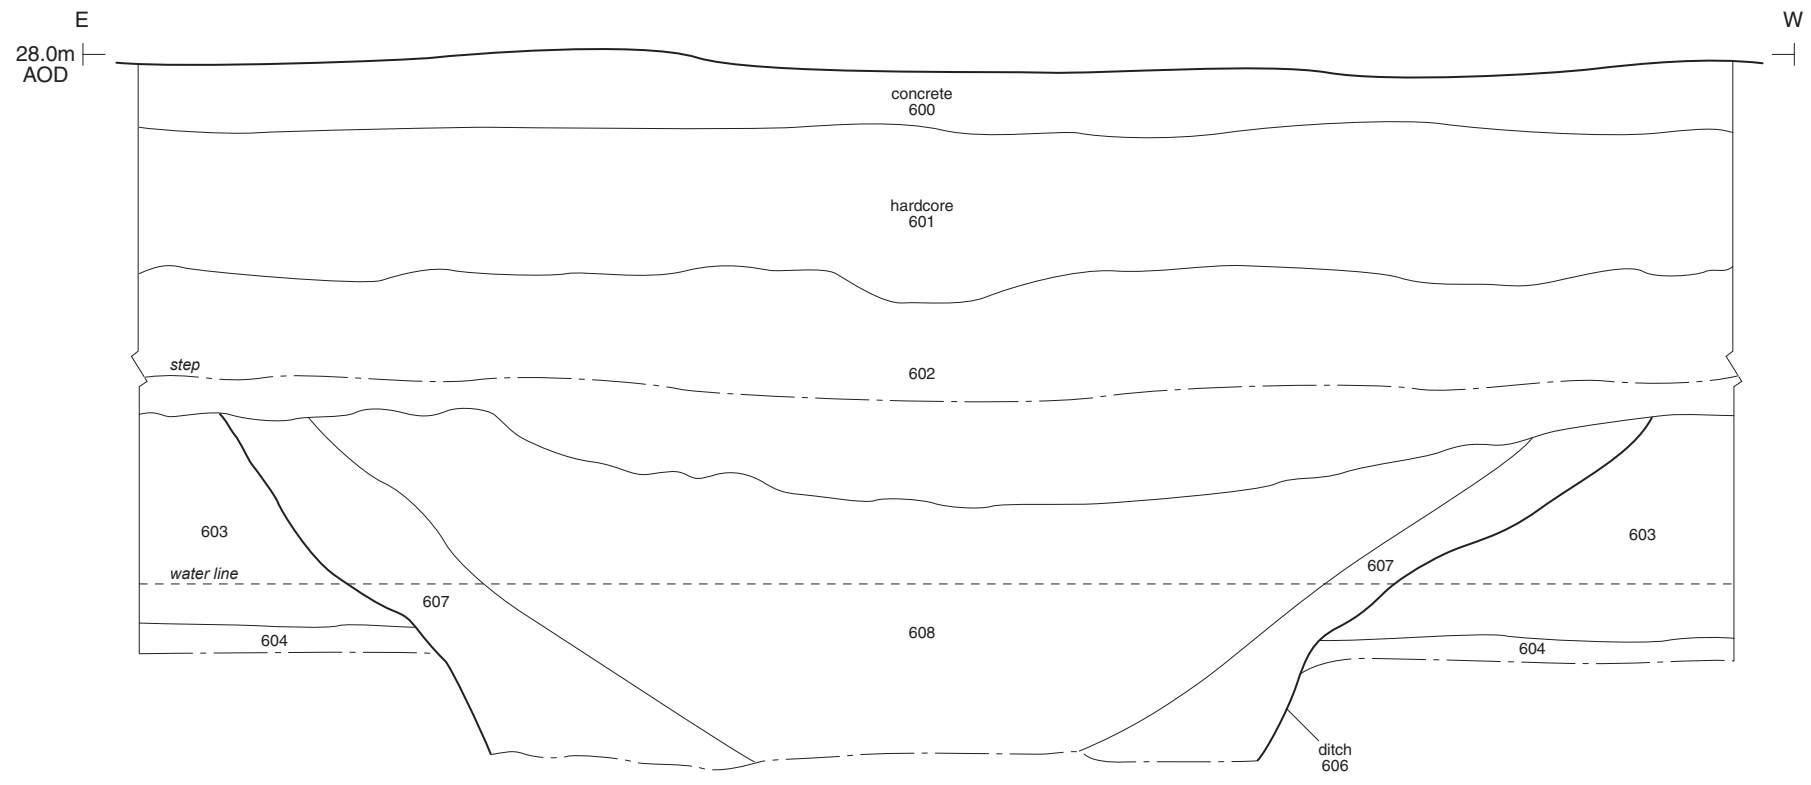 E
W
28.0m
AOD
concrete
600
hardcore
601
step
602
603
603
water line
607
607
608
604
604
ditch
606